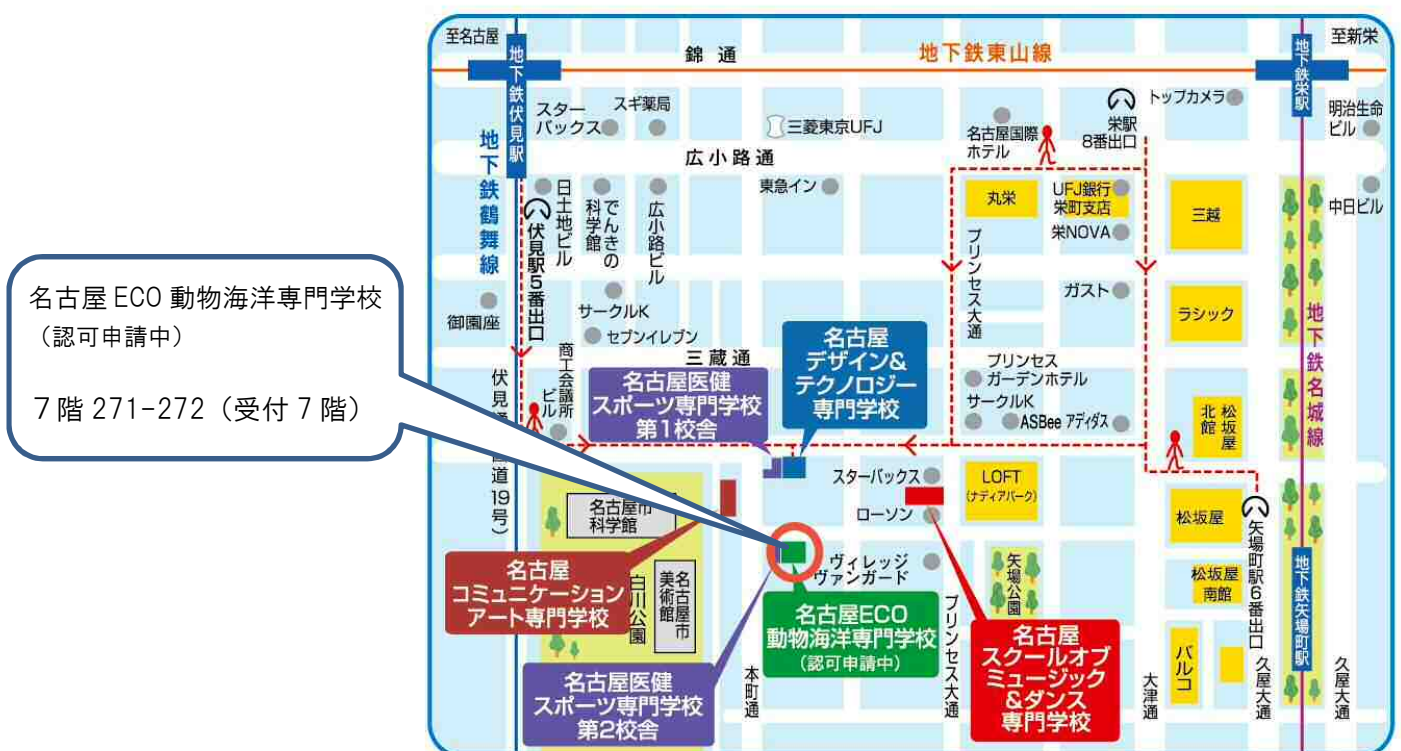 至名古屋
錦通
地下鉄東山線
至新栄
地下鉄伏見駅
地下鉄栄駅
スター
バックス
スギ薬局
三菱東京UFJ
名古屋国際
ホテル
栄駅
8番出口
トップカメラ
明治生命
ビル
地下鉄鶴舞線
広小路通
日土地ビル
でんきの
科学館
広小路ビル
東急イン
丸栄
UFJ銀行
栄町支店
栄NOVA
三越
中日ビル
伏見駅5番出口
プリンセス大通
名古屋ECO動物海洋専門学校
（認可申請中）
7階271-272（受付7階）
御園座
サークルK
セブンイレブン
ガスト
ラシック
地下鉄名城線
三蔵通
名古屋
デザイン&
テクノロジー
専門学校
商工会議所
ビル
名古屋医健
スポーツ専門学校
第1校舎
プリンセス
ガーデンホテル
サークルK
ASBee アディダス
松坂屋
北館
伏見通
国道19号）
名古屋市
科学館
スターバックス
ローソン
LOFT
(ナディアパーク)
松坂屋
矢場町駅6番出口
名古屋
コミュニケーション
アート専門学校
白川公園
名古屋市
美術館
ヴィレッジ
ヴァンガード
矢場公園
松坂屋
南館
地下鉄矢場町駅
名古屋ECO
動物海洋専門学校
(認可申請中)
名古屋
スクールオブ
ミュージック
&ダンス
専門学校
名古屋医健
スポーツ専門学校
第2校舎
本町通
プリンセス大通
大津通
パルコ
久屋大通
久屋大通